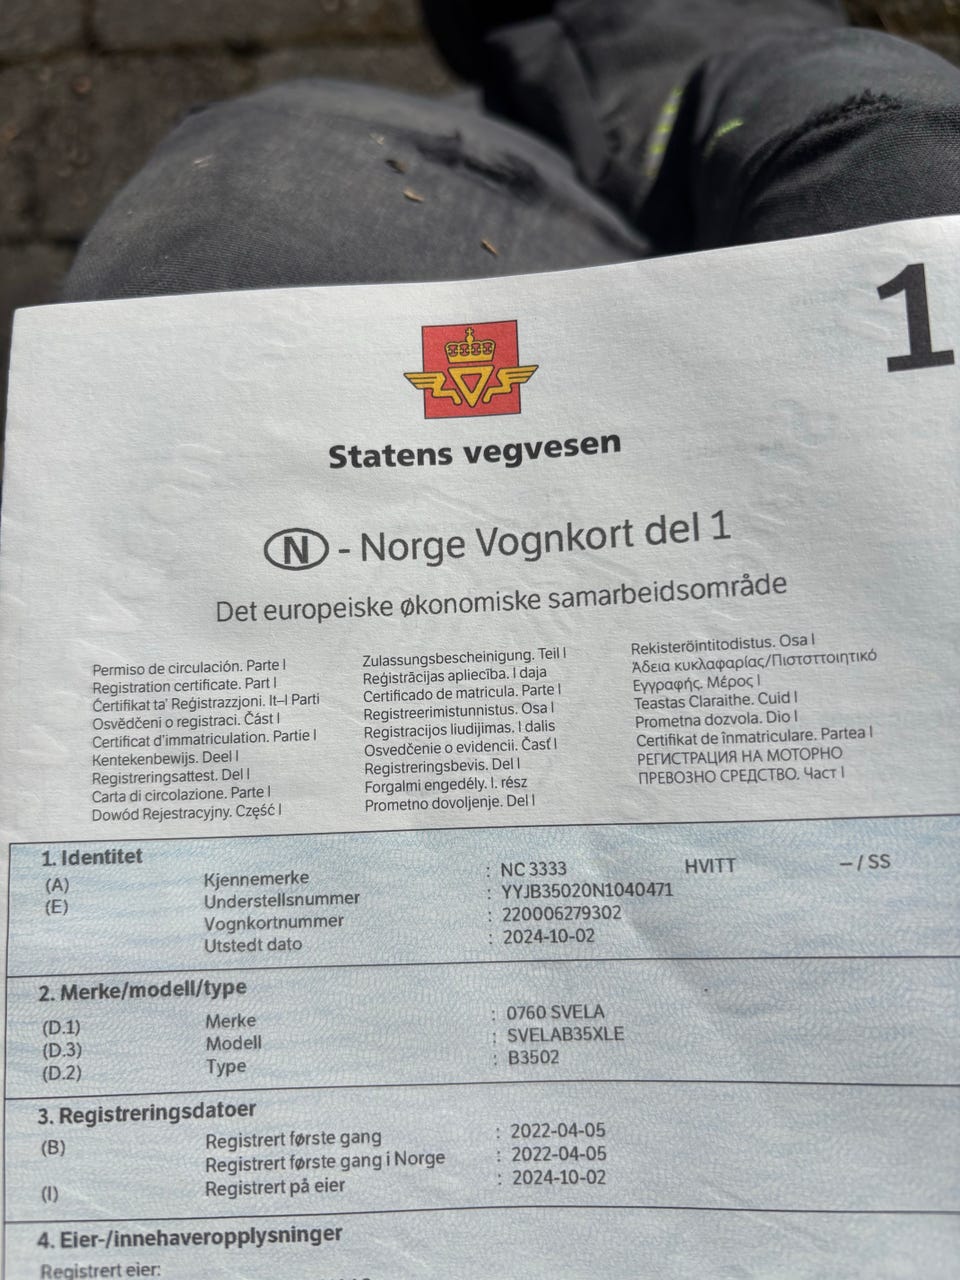 1
Statens vegvesen
N - Norge Vognkort del 1
Det europeiske økonomiske samarbeidsområde
Permiso de circulación. Parte I
Registration certificate. Part I
Ċertifikat ta' Reġistrazzjoni. It-I Parti
Osvědčeni o registraci. Část I
Certificat d'immatriculation. Partie I
Kentekenbewijs. Deel I
Registreringsattest. Del I
Carta di circolazione. Parte I
Dowód Rejestracyjny. Część I
Zulassungsbescheinigung. Teil I
Reģistrācijas apliecība. I daja
Certificado de matricula. Parte I
Registreerimistunnistus. Osa I
Registracijos liudijimas. I dalis
Osvedčenie o evidencii. Časť I
Registreringsbevis. Del I
Forgalmi engedély. I. rész
Prometno dovoljenje. Del I
Rekisteröintitodistus. Osa I
Άδεια κυκλαφαρίας/Πιστσττοιητικό
Εγγραφής. Μέρος I
Teastas Claraithe. Cuid I
Prometna dozvola. Dio I
Certifikat de înmatriculare. Partea I
РЕГИСТРАЦИЯ НА МОТОРНО
ПРЕВОЗНО СРЕДСТВО. Част I
1. Identitet
(A) Kjennemerke : NC 3333 HVITT – / SS
(E) Understellsnummer : YYJB35020N1040471
Vognkortnummer : 220006279302
Utstedt dato : 2024-10-02
2. Merke/modell/type
(D.1) Merke : 0760 SVELA
(D.3) Modell : SVELAB35XLE
(D.2) Type : B3502
3. Registreringsdatoer
(B) Registrert første gang : 2022-04-05
Registrert første gang i Norge : 2022-04-05
(I) Registrert på eier : 2024-10-02
4. Eier-/innehaveropplysninger
Registrert eier: